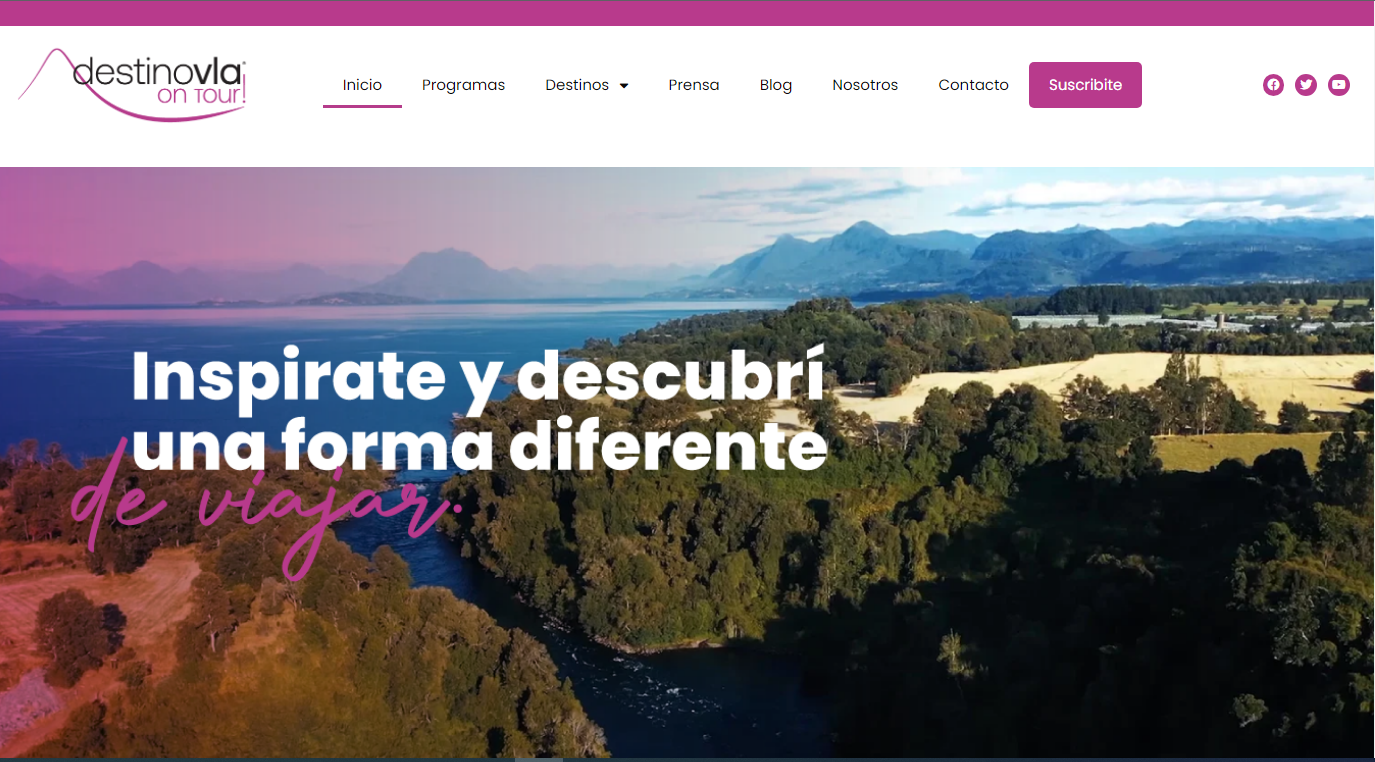 destinovla®
on Tour!
Inicio Programas Destinos Prensa Blog Nosotros Contacto Suscribite
Inspirate y descubrí
una forma diferente
de viajar.